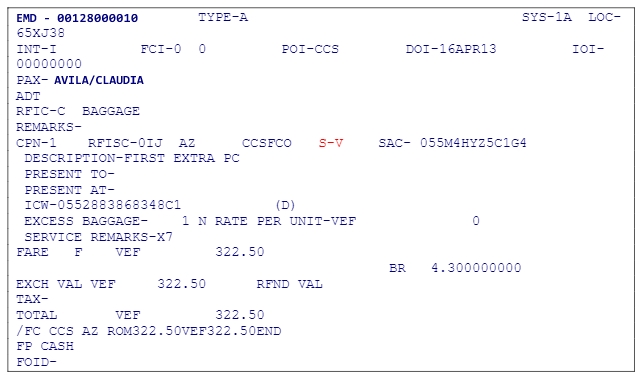 EMD - 00128000010 TYPE-A SYS-1A LOC-
65XJ38
INT-I FCI-0 0 POI-CCS DOI-16APR13 IOI-
00000000
PAX- AVILA/CLAUDIA
ADT
RFIC-C BAGGAGE
REMARKS-
CPN-1 RFISC-0IJ AZ CCSFCO S-V SAC- 055M4HYZ5C1G4
DESCRIPTION-FIRST EXTRA PC
PRESENT TO-
PRESENT AT-
ICW-0552883868348C1 (D)
EXCESS BAGGAGE- 1 N RATE PER UNIT-VEF 0
SERVICE REMARKS-X7
FARE F VEF 322.50
BR 4.300000000
EXCH VAL VEF 322.50 RFND VAL
TAX-
TOTAL VEF 322.50
/FC CCS AZ ROM322.50VEF322.50END
FP CASH
FOID-